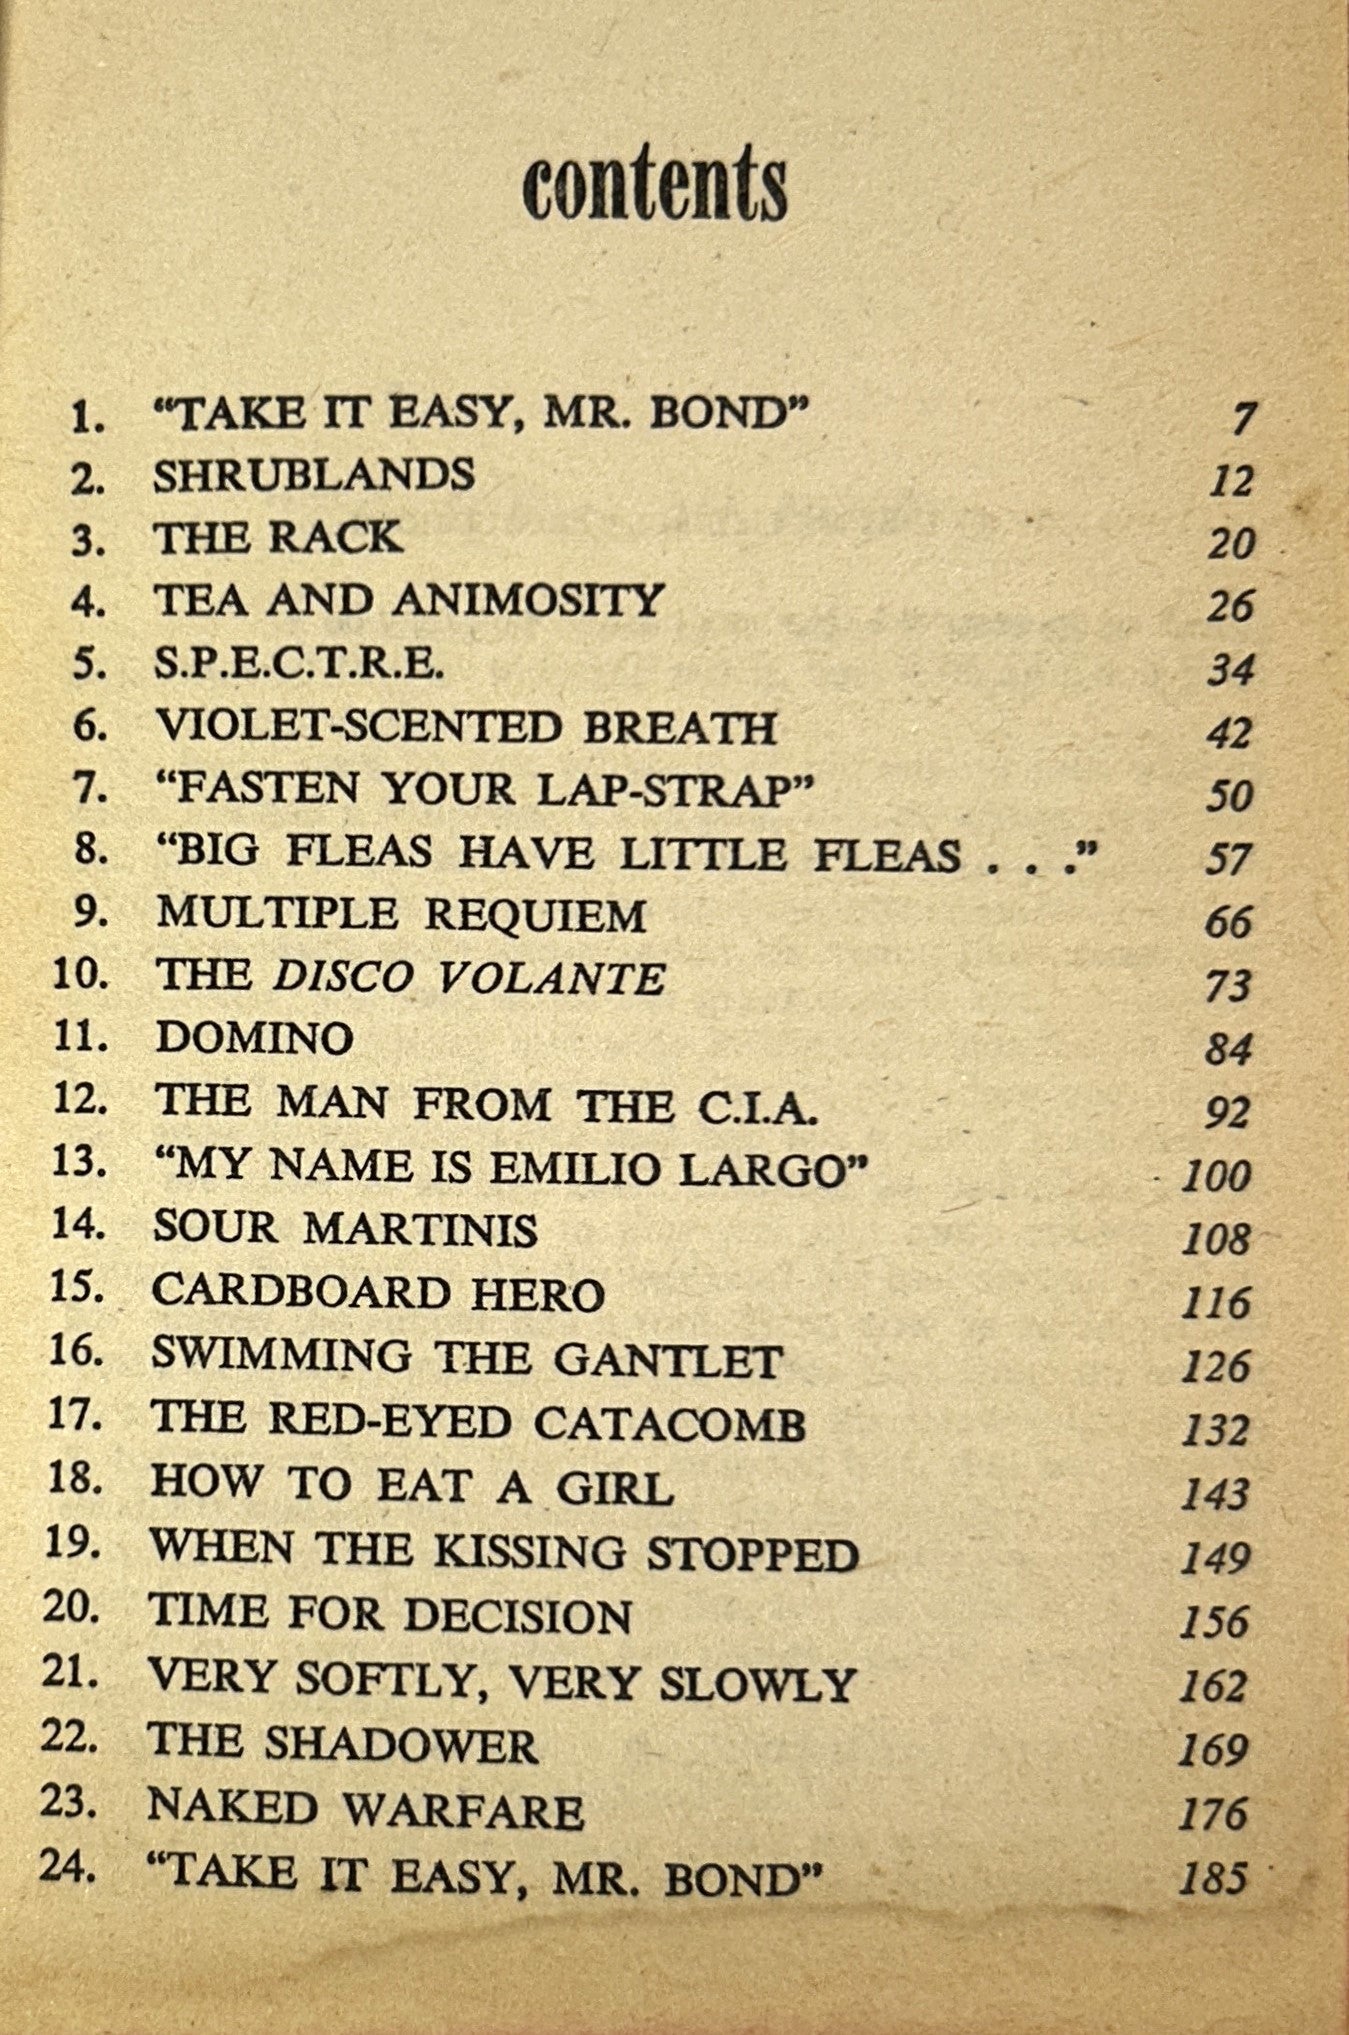 contents
1. “TAKE IT EASY, MR. BOND” 7
2. SHRUBLANDS 12
3. THE RACK 20
4. TEA AND ANIMOSITY 26
5. S.P.E.C.T.R.E. 34
6. VIOLET-SCENTED BREATH 42
7. “FASTEN YOUR LAP-STRAP” 50
8. “BIG FLEAS HAVE LITTLE FLEAS . . .” 57
9. MULTIPLE REQUIEM 66
10. THE DISCO VOLANTE 73
11. DOMINO 84
12. THE MAN FROM THE C.I.A. 92
13. “MY NAME IS EMILIO LARGO” 100
14. SOUR MARTINIS 108
15. CARDBOARD HERO 116
16. SWIMMING THE GANTLET 126
17. THE RED-EYED CATACOMB 132
18. HOW TO EAT A GIRL 143
19. WHEN THE KISSING STOPPED 149
20. TIME FOR DECISION 156
21. VERY SOFTLY, VERY SLOWLY 162
22. THE SHADOWER 169
23. NAKED WARFARE 176
24. “TAKE IT EASY, MR. BOND” 185